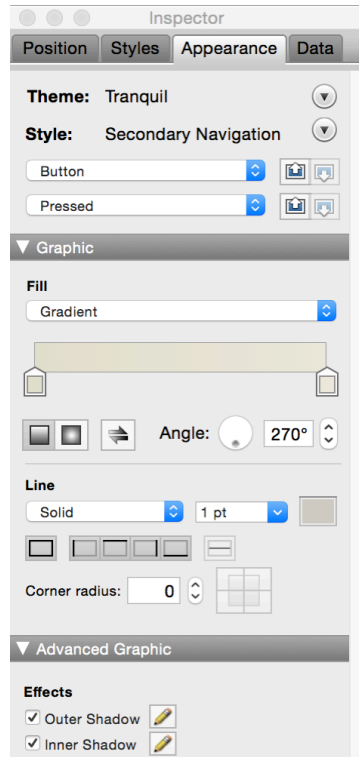 Inspector
Position Styles Appearance Data
Theme: Tranquil
Style: Secondary Navigation
Button
Pressed
Graphic
Fill
Gradient
Angle: 270°
Line
Solid 1 pt
Corner radius: 0
Advanced Graphic
Effects
Outer Shadow
Inner Shadow